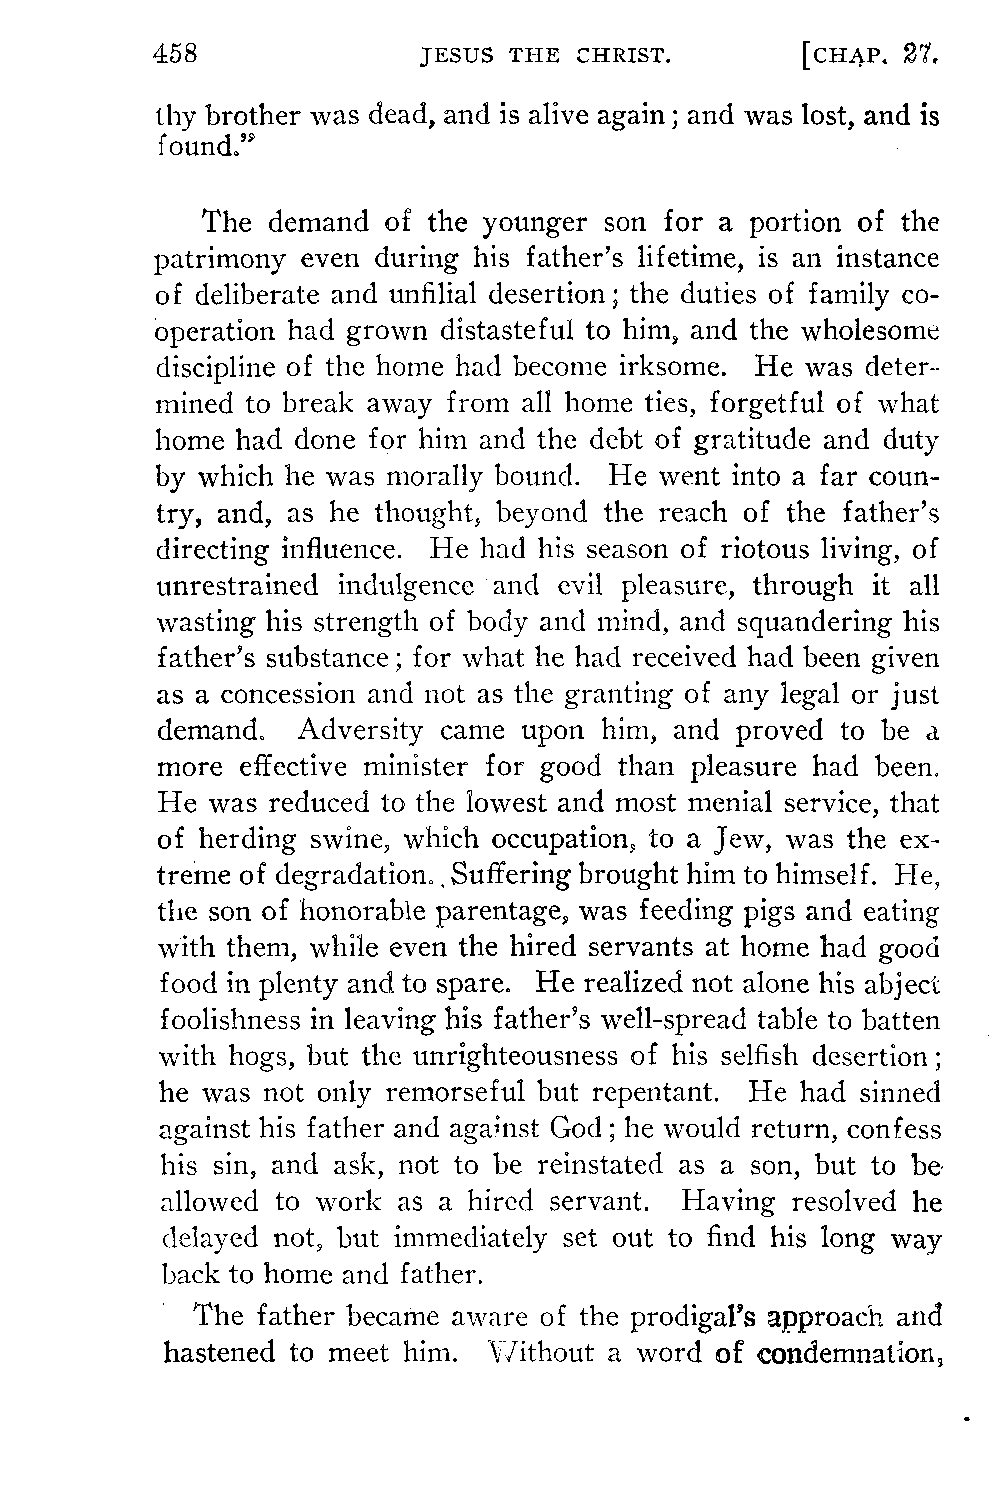 458 JESUS THE CHRIST. [CHAP. 27.
thy brother was dead, and is alive again; and was lost, and is
found."
The demand of the younger son for a portion of the
patrimony even during his father's lifetime, is an instance
of deliberate and unfilial desertion; the duties of family co-
operation had grown distasteful to him, and the wholesome
discipline of the home had become irksome. He was deter-
mined to break away from all home ties, forgetful of what
home had done for him and the debt of gratitude and duty
by which he was morally bound. He went into a far coun-
try, and, as he thought, beyond the reach of the father's
directing influence. He had his season of riotous living, of
unrestrained indulgence and evil pleasure, through it all
wasting his strength of body and mind, and squandering his
father's substance; for what he had received had been given
as a concession and not as the granting of any legal or just
demand. Adversity came upon him, and proved to be a
more effective minister for good than pleasure had been.
He was reduced to the lowest and most menial service, that
of herding swine, which occupation, to a Jew, was the ex-
treme of degradation. Suffering brought him to himself. He,
the son of honorable parentage, was feeding pigs and eating
with them, while even the hired servants at home had good
food in plenty and to spare. He realized not alone his abject
foolishness in leaving his father's well-spread table to batten
with hogs, but the unrighteousness of his selfish desertion;
he was not only remorseful but repentant. He had sinned
against his father and against God; he would return, confess
his sin, and ask, not to be reinstated as a son, but to be
allowed to work as a hired servant. Having resolved he
delayed not, but immediately set out to find his long way
back to home and father.
The father became aware of the prodigal's approach and
hastened to meet him. Without a word of condemnation,